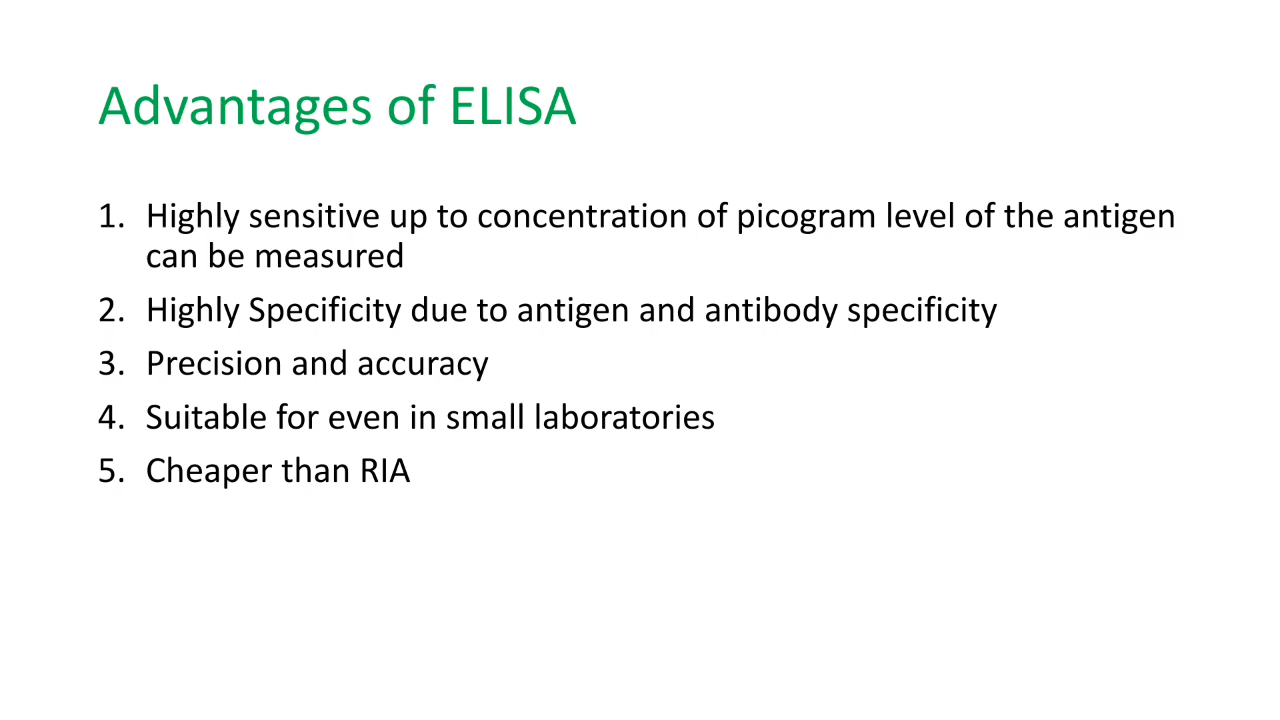 Advantages of ELISA
1. Highly sensitive up to concentration of picogram level of the antigen
can be measured
2. Highly Specificity due to antigen and antibody specificity
3. Precision and accuracy
4. Suitable for even in small laboratories
5. Cheaper than RIA